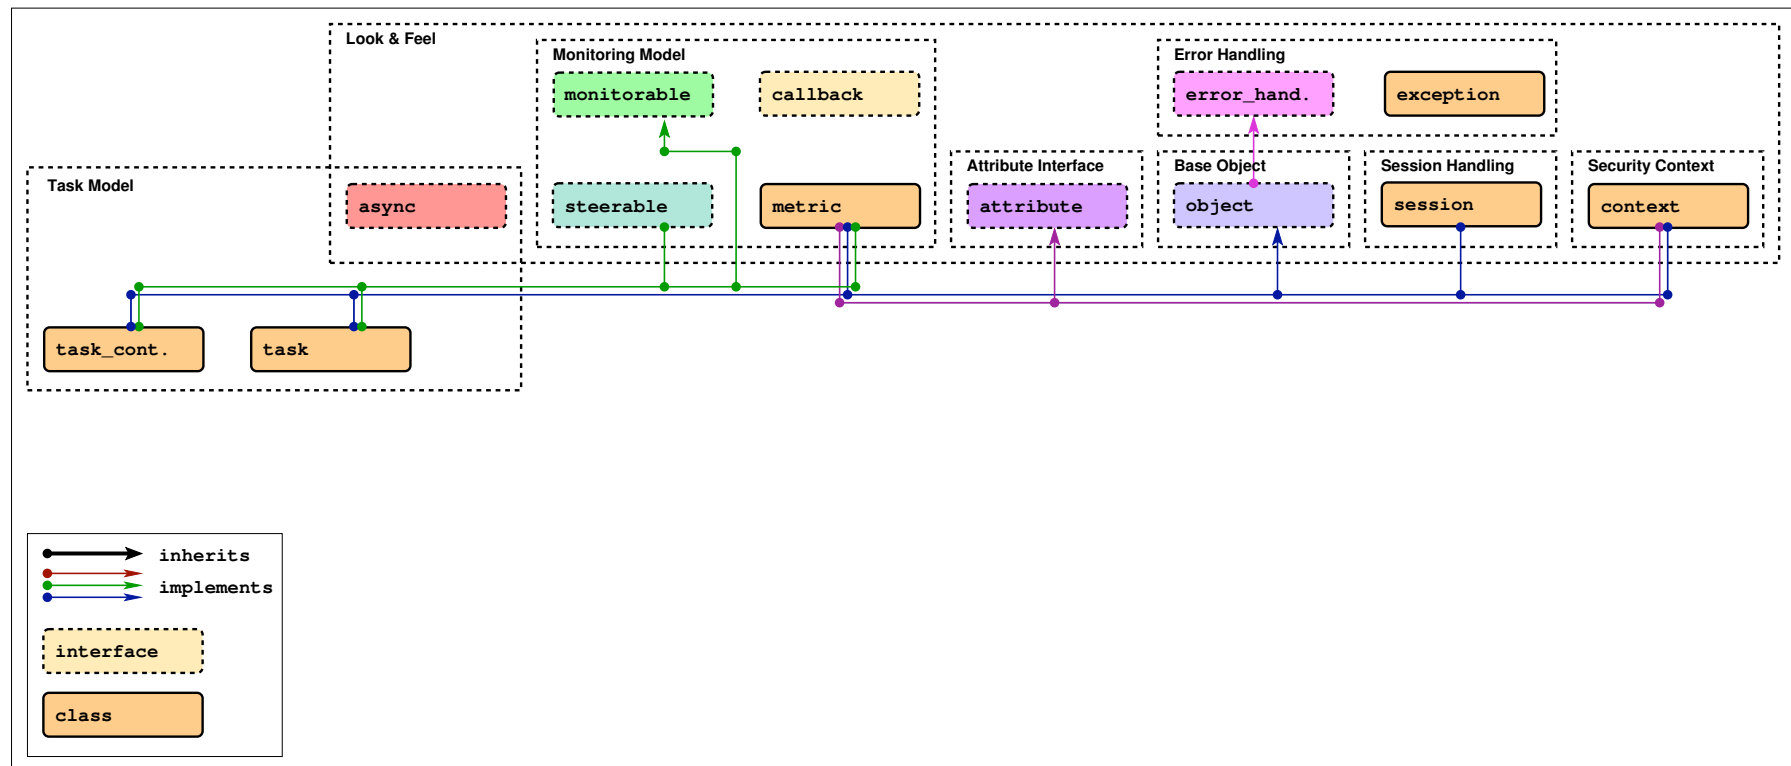 Look & Feel
Monitoring Model
Error Handling
monitorable
callback
error_hand.
exception
Task Model
Attribute Interface
Base Object
Session Handling
Security Context
async
steerable
metric
attribute
object
session
context
task_cont.
task
inherits
implements
interface
class